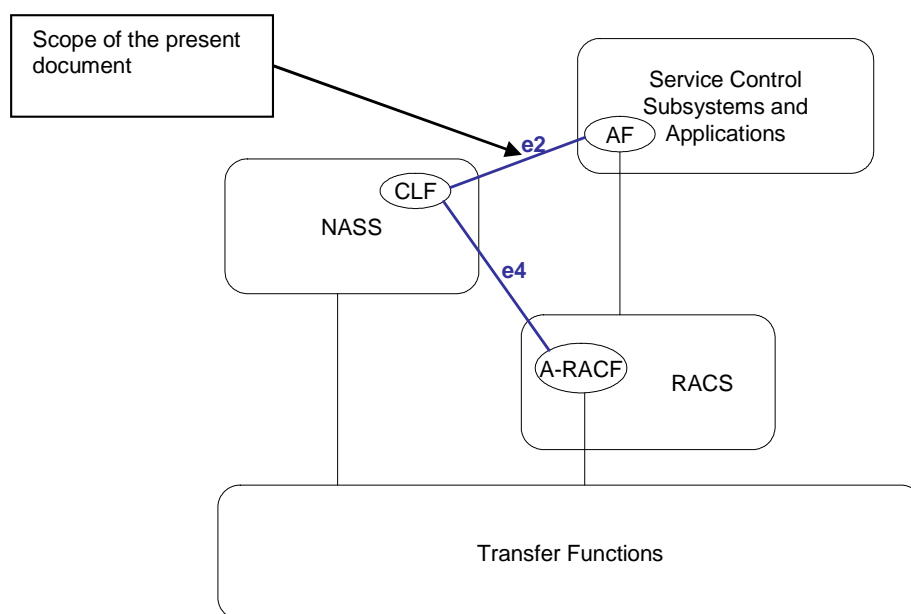 Scope of the present
document
Service Control
Subsystems and
Applications
AF
e2
CLF
NASS
e4
A-RACF
RACS
Transfer Functions